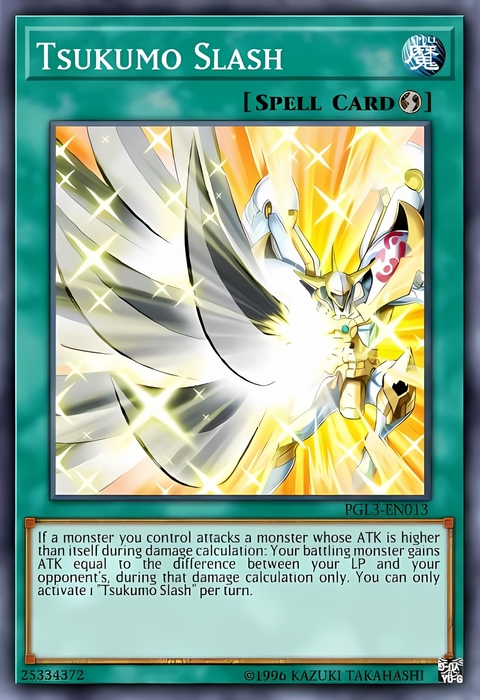 Tsukumo Slash
[Spell Card]
PGL3-EN013
If a monster you control attacks a monster whose ATK is higher
than itself during damage calculation: Your battling monster gains
ATK equal to the difference between your LP and your
opponent's, during that damage calculation only. You can only
activate 1 "Tsukumo Slash" per turn.
25334372
©1996 KAZUKI TAKAHASHI